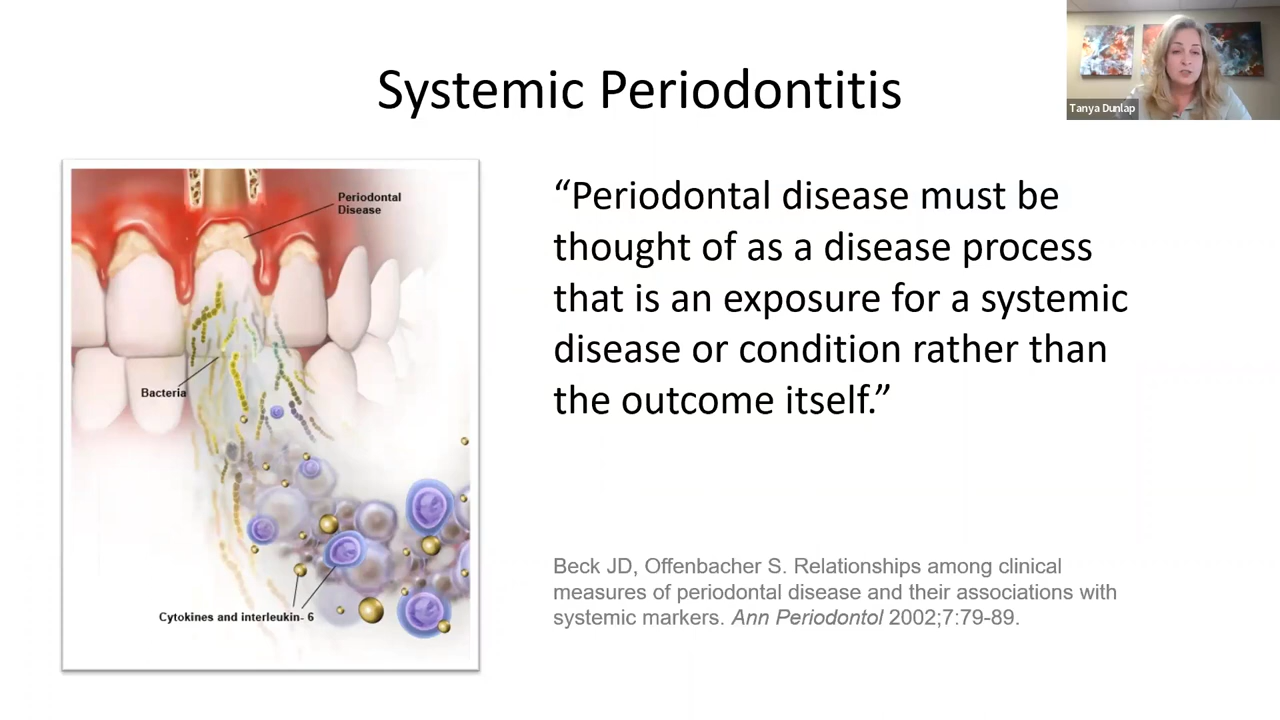 Systemic Periodontitis
Tanya Dunlap
Periodontal
Disease
Bacteria
Cytokines and interleukin- 6
“Periodontal disease must be
thought of as a disease process
that is an exposure for a systemic
disease or condition rather than
the outcome itself.”
Beck JD, Offenbacher S. Relationships among clinical
measures of periodontal disease and their associations with
systemic markers. Ann Periodontol 2002;7:79-89.